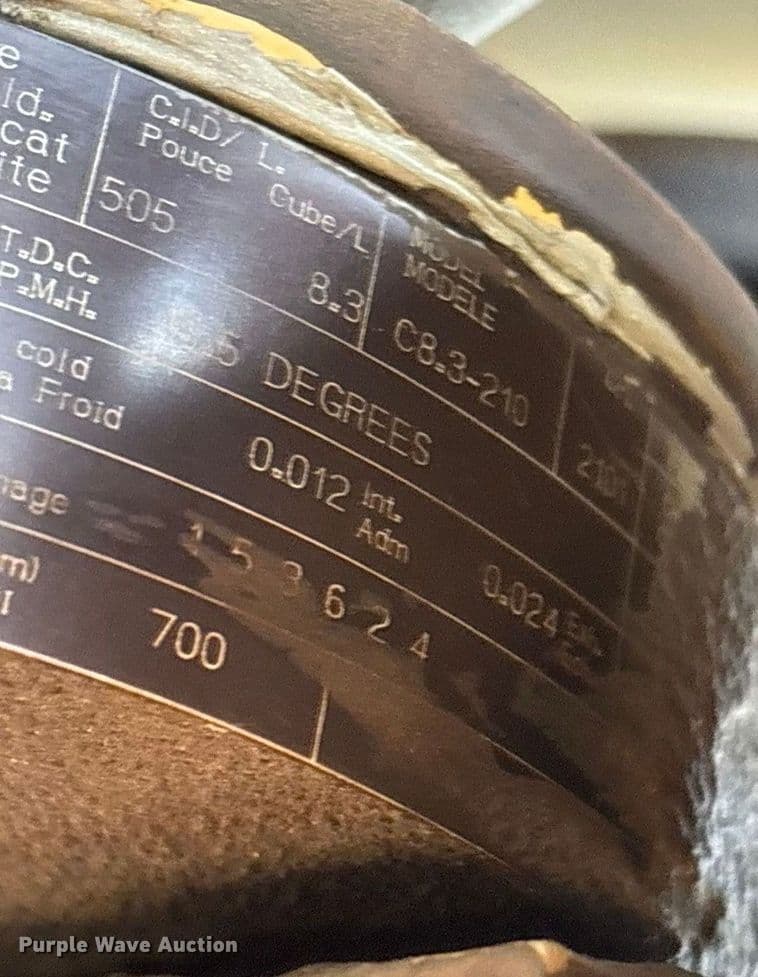 e
ld.
cat
ite
C.I.D/ L.
Pouce Cube/L
505 8.3
MODEL
MODELE
C8.3-210
T.D.C.
P.M.H.
DEGREES
cold
a Froid
0.012 Int.
Adm
0.024
nage
1 5 3 6 2 4
m)
700
Purple Wave Auction